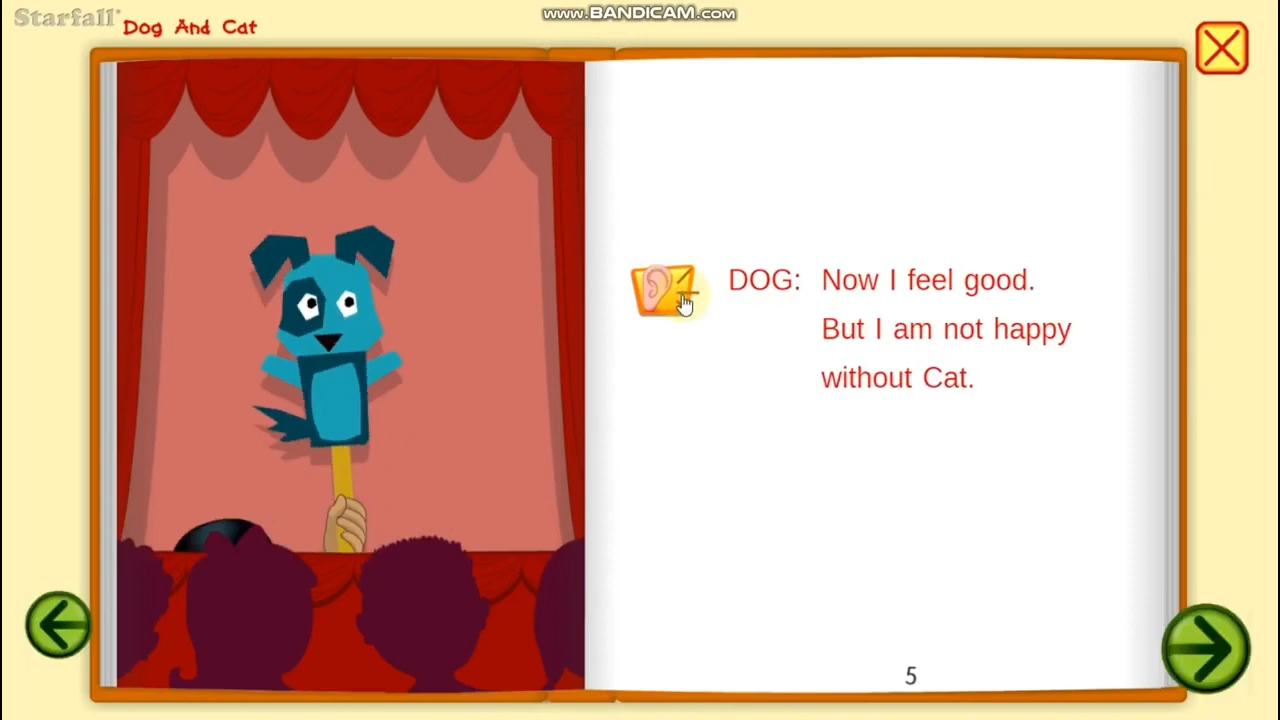 Starfall®
Dog And Cat
www.BANDICAM.com
DOG: Now I feel good.
But I am not happy
without Cat.
5